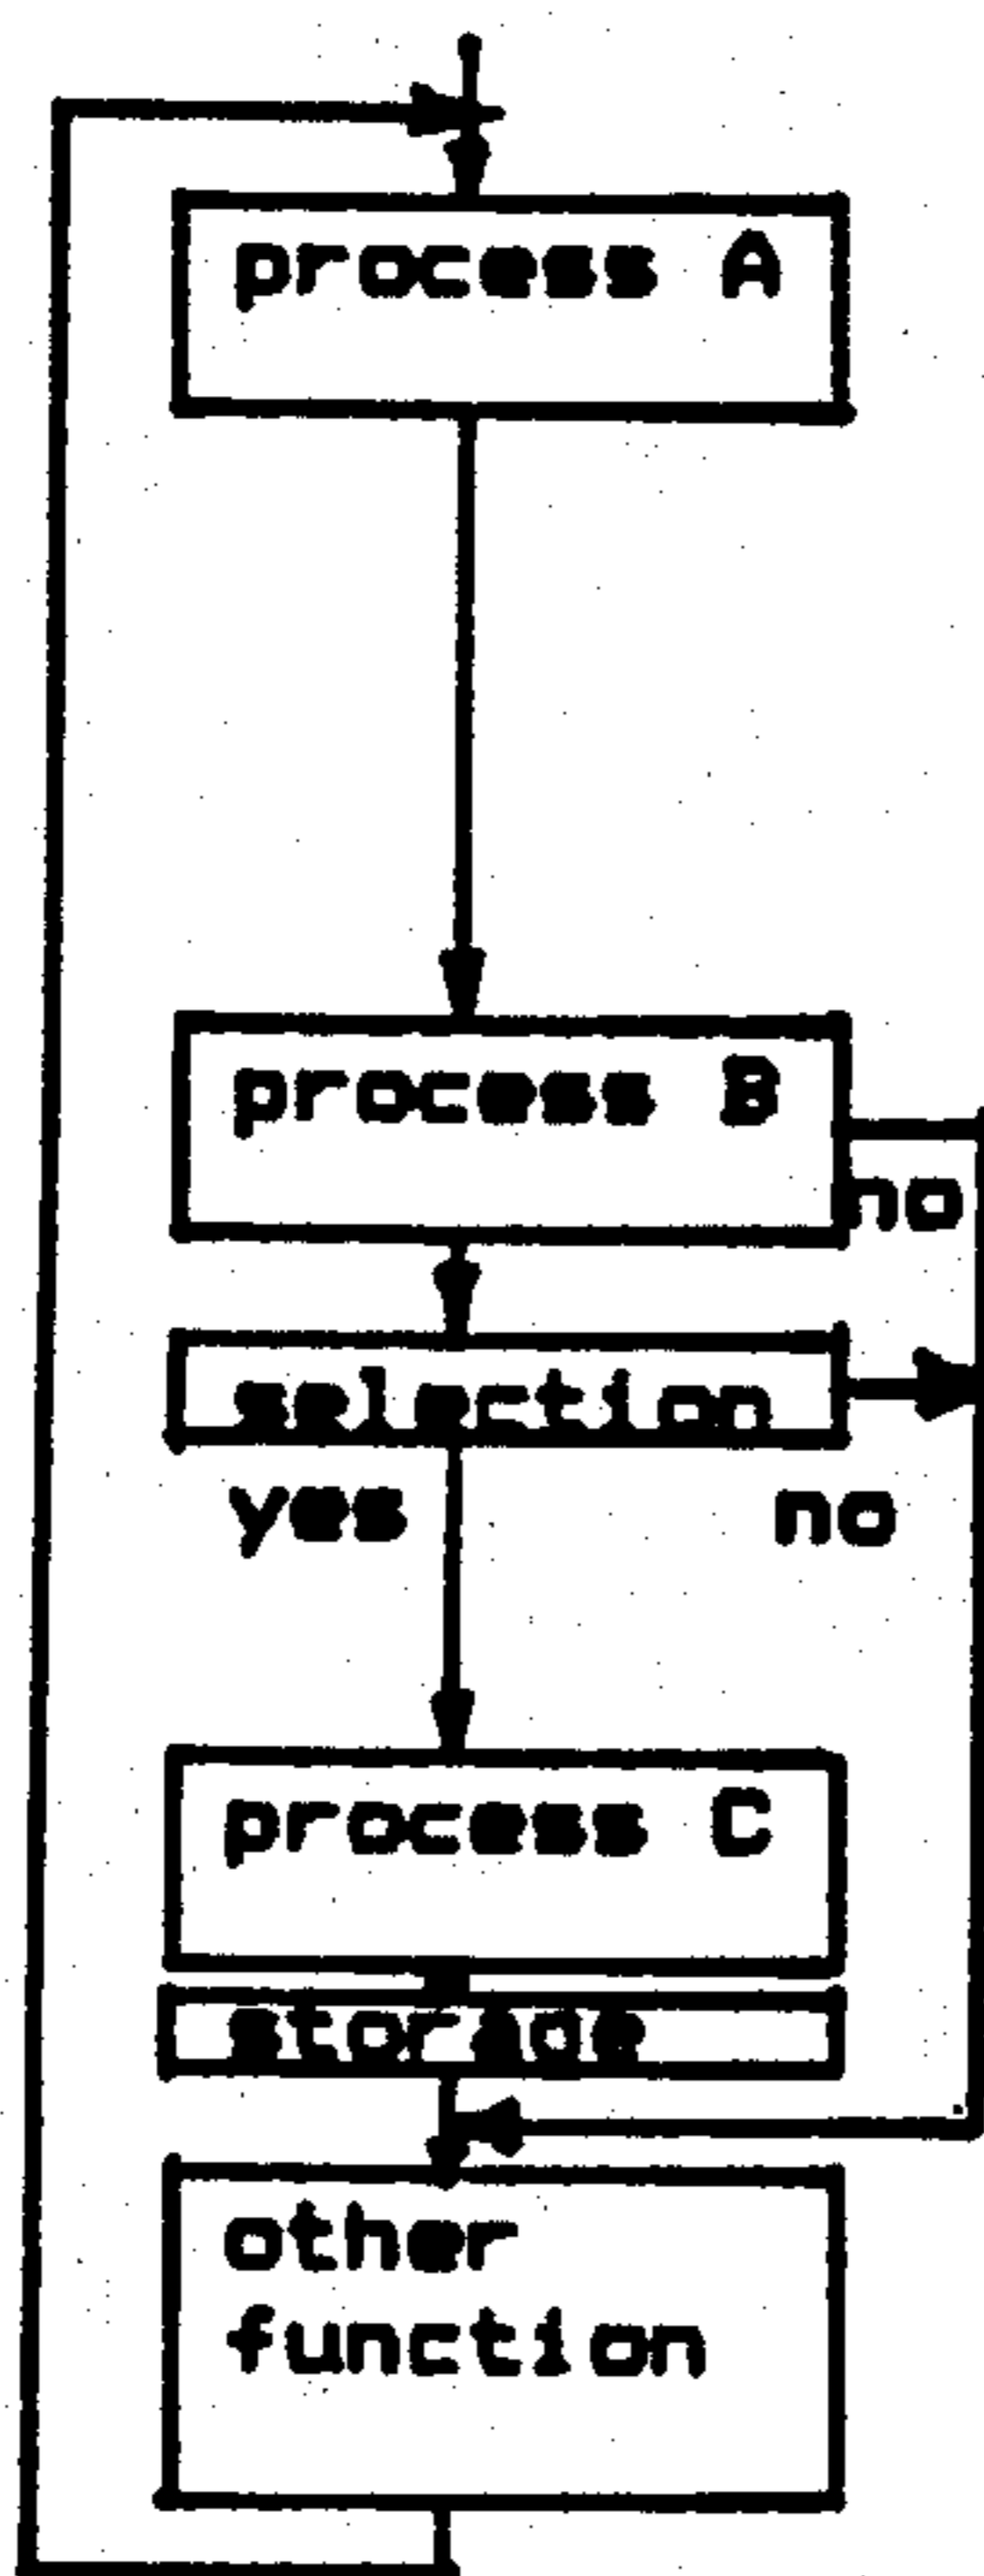 process A
process B
no
selection
yes no
process C
storage
other
function